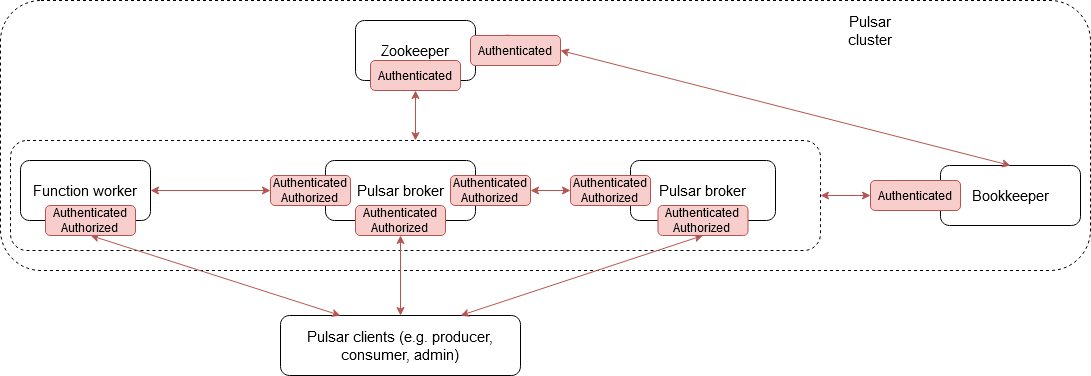 Pulsar
cluster
Zookeeper
Authenticated
Authenticated
Function worker
Authenticated
Authorized
Authenticated
Authorized
Pulsar broker
Authenticated
Authorized
Authenticated
Authorized
Authenticated
Authorized
Pulsar broker
Authenticated
Authorized
Authenticated
Bookkeeper
Pulsar clients (e.g. producer,
consumer, admin)